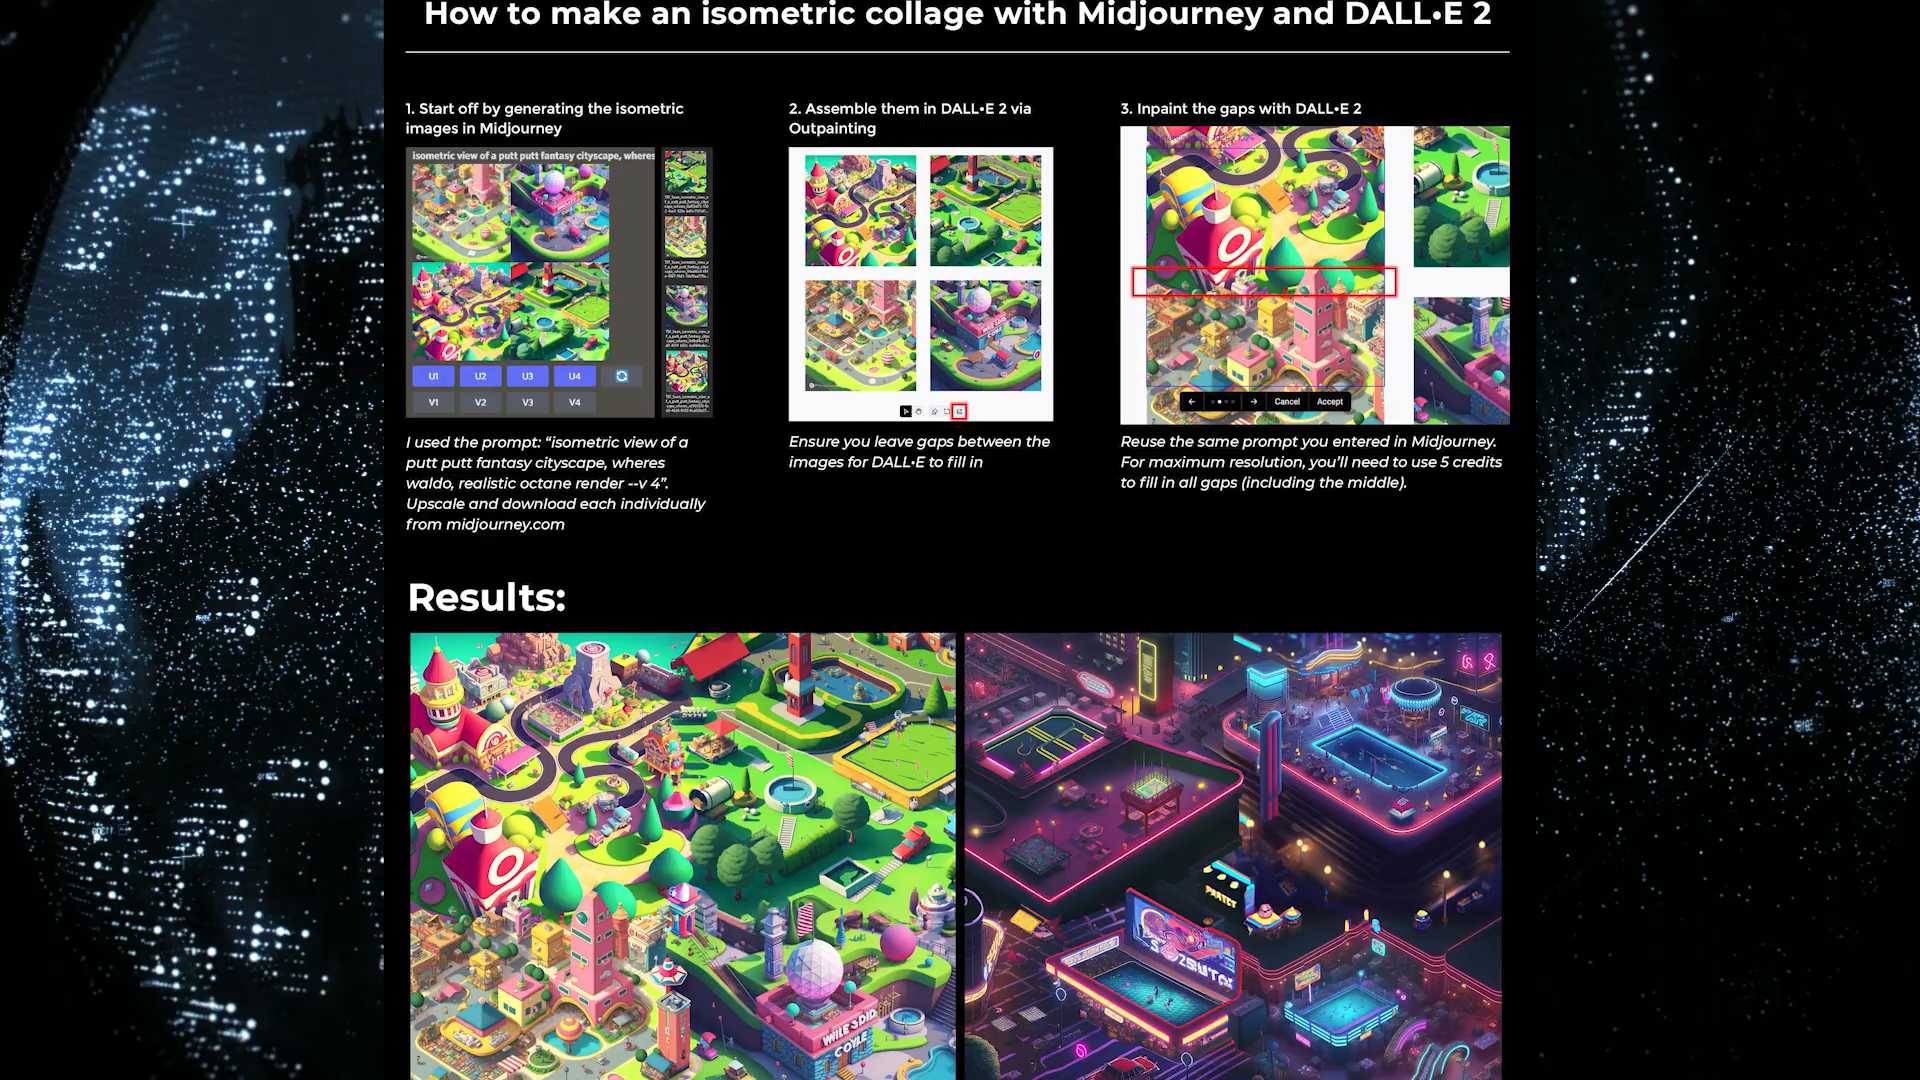 How to make an isometric collage with Midjourney and DALL•E 2
1. Start off by generating the isometric
images in Midjourney
isometric view of a putt putt fantasy cityscape, wheres
U1 U2 U3 U4
V1 V2 V3 V4
I used the prompt: “isometric view of a
putt putt fantasy cityscape, wheres
waldo, realistic octane render --v 4”.
Upscale and download each individually
from midjourney.com
2. Assemble them in DALL•E 2 via
Outpainting
Ensure you leave gaps between the
images for DALL•E to fill in
3. Inpaint the gaps with DALL•E 2
Cancel Accept
Reuse the same prompt you entered in Midjourney.
For maximum resolution, you’ll need to use 5 credits
to fill in all gaps (including the middle).
Results:
WILE SDID
COYLE